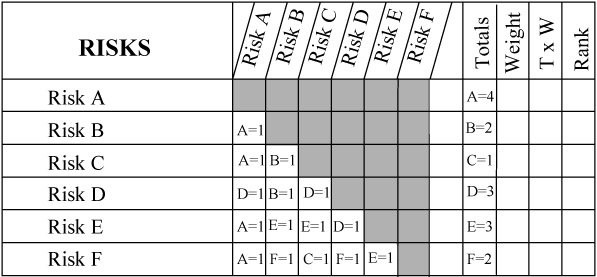 RISKS Risk A Risk B Risk C Risk D Risk E Risk F Totals Weight T x W Rank
Risk A A=4
Risk B A=1 B=2
Risk C A=1 B=1 C=1
Risk D D=1 B=1 D=1 D=3
Risk E A=1 E=1 E=1 D=1 E=3
Risk F A=1 F=1 C=1 F=1 E=1 F=2